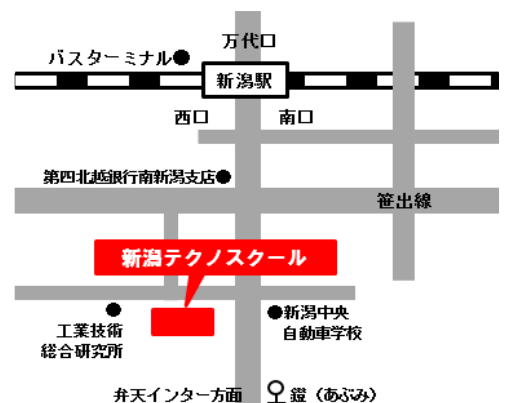 万代口
バスターミナル
新潟駅
西口
南口
第四北越銀行南新潟支店
笹出線
新潟テクノスクール
工業技術
総合研究所
新潟中央
自動車学校
弁天インター方面
鐙（あぶみ）